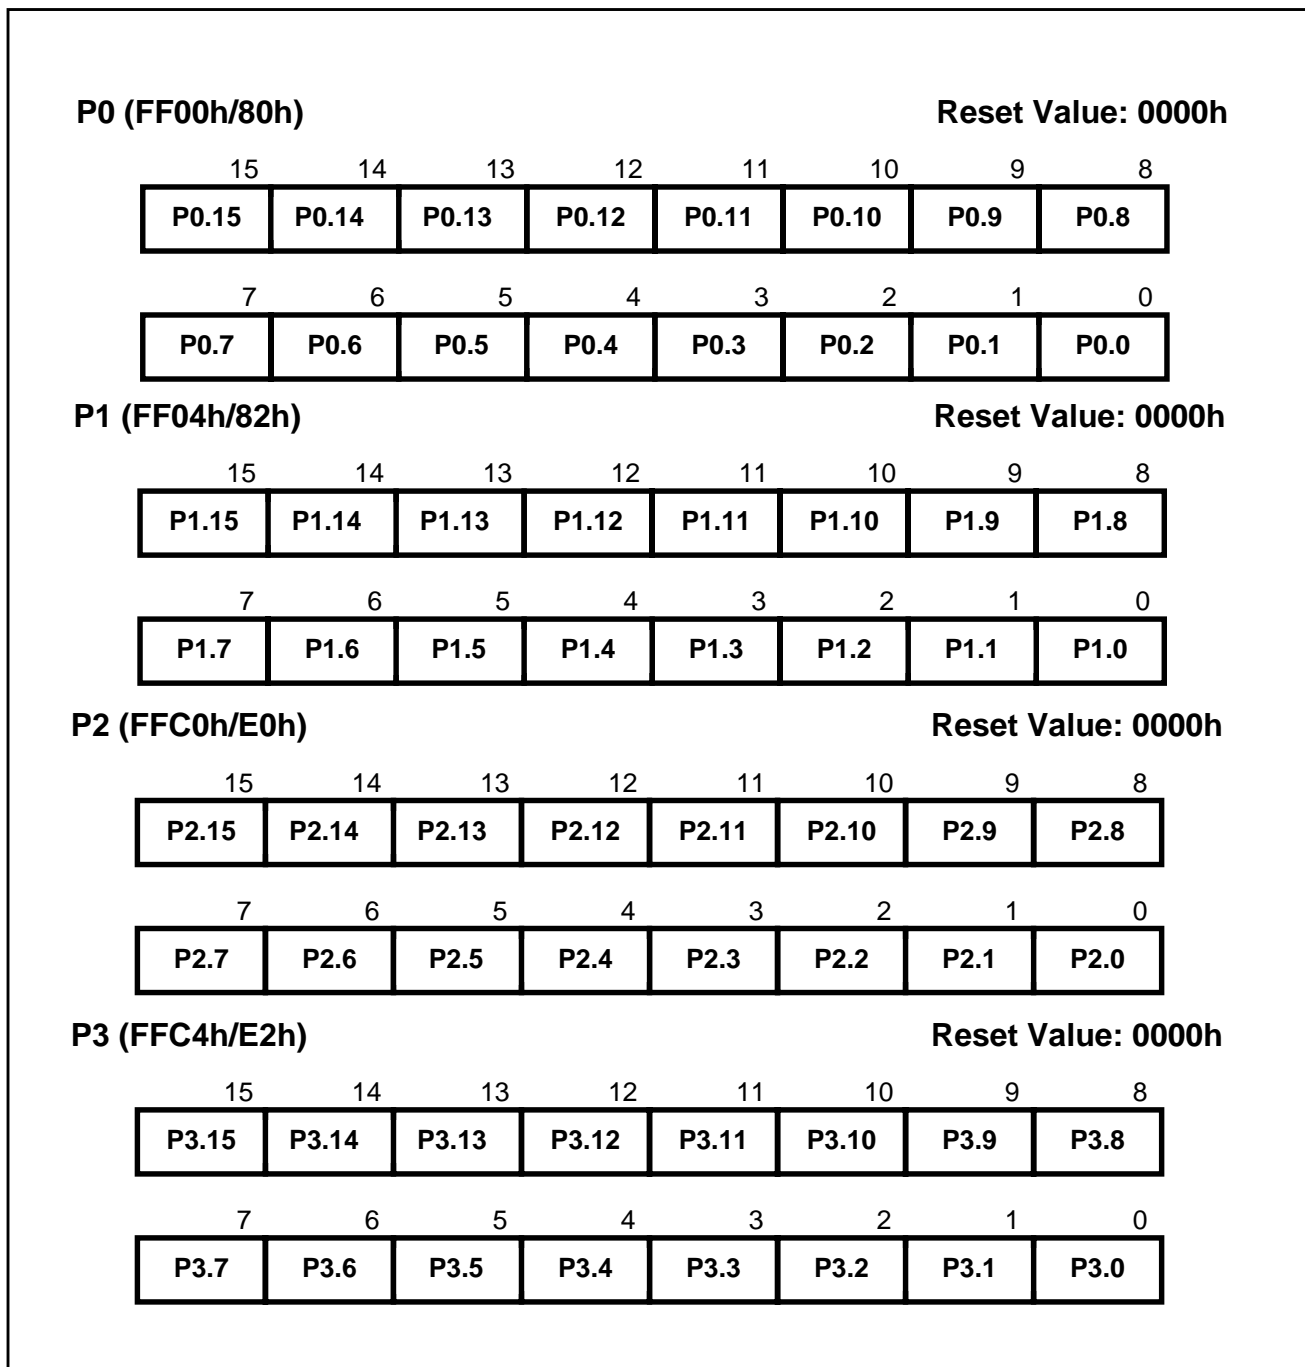 P0 (FF00h/80h) Reset Value: 0000h
15 14 13 12 11 10 9 8
P0.15 P0.14 P0.13 P0.12 P0.11 P0.10 P0.9 P0.8
7 6 5 4 3 2 1 0
P0.7 P0.6 P0.5 P0.4 P0.3 P0.2 P0.1 P0.0
P1 (FF04h/82h) Reset Value: 0000h
15 14 13 12 11 10 9 8
P1.15 P1.14 P1.13 P1.12 P1.11 P1.10 P1.9 P1.8
7 6 5 4 3 2 1 0
P1.7 P1.6 P1.5 P1.4 P1.3 P1.2 P1.1 P1.0
P2 (FFC0h/E0h) Reset Value: 0000h
15 14 13 12 11 10 9 8
P2.15 P2.14 P2.13 P2.12 P2.11 P2.10 P2.9 P2.8
7 6 5 4 3 2 1 0
P2.7 P2.6 P2.5 P2.4 P2.3 P2.2 P2.1 P2.0
P3 (FFC4h/E2h) Reset Value: 0000h
15 14 13 12 11 10 9 8
P3.15 P3.14 P3.13 P3.12 P3.11 P3.10 P3.9 P3.8
7 6 5 4 3 2 1 0
P3.7 P3.6 P3.5 P3.4 P3.3 P3.2 P3.1 P3.0